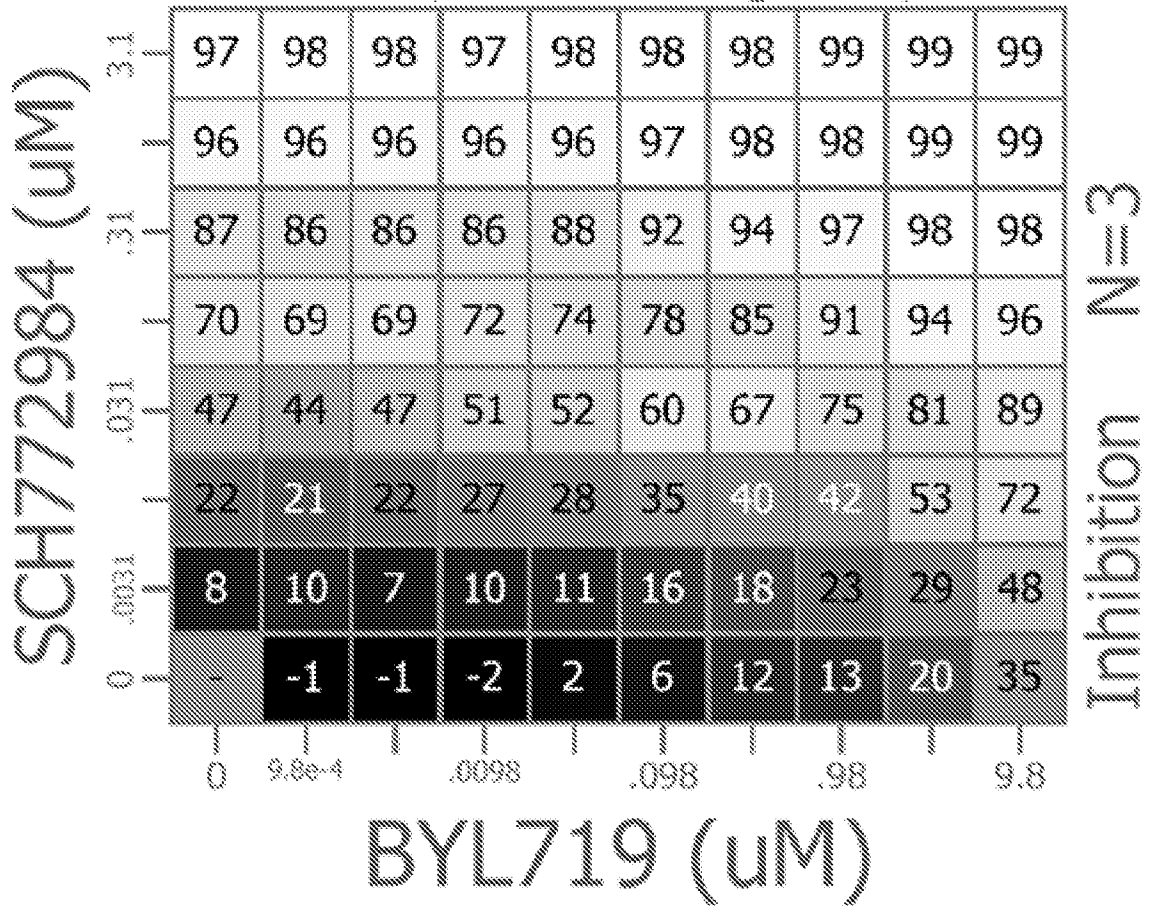 SCH772984 (uM)
3.1 97 98 98 97 98 98 98 99 99 99
96 96 96 96 96 97 98 98 99 99
.31 87 86 86 86 88 92 94 97 98 98
70 69 69 72 74 78 85 91 94 96
.031 47 44 47 51 52 60 67 75 81 89
22 21 22 27 28 35 40 42 53 72
.0031 8 10 7 10 11 16 18 23 29 48
0 - -1 -1 -2 2 6 12 13 20 35
0 9.8e-4 .0098 .098 .98 9.8
BYL719 (uM)
Inhibition N=3